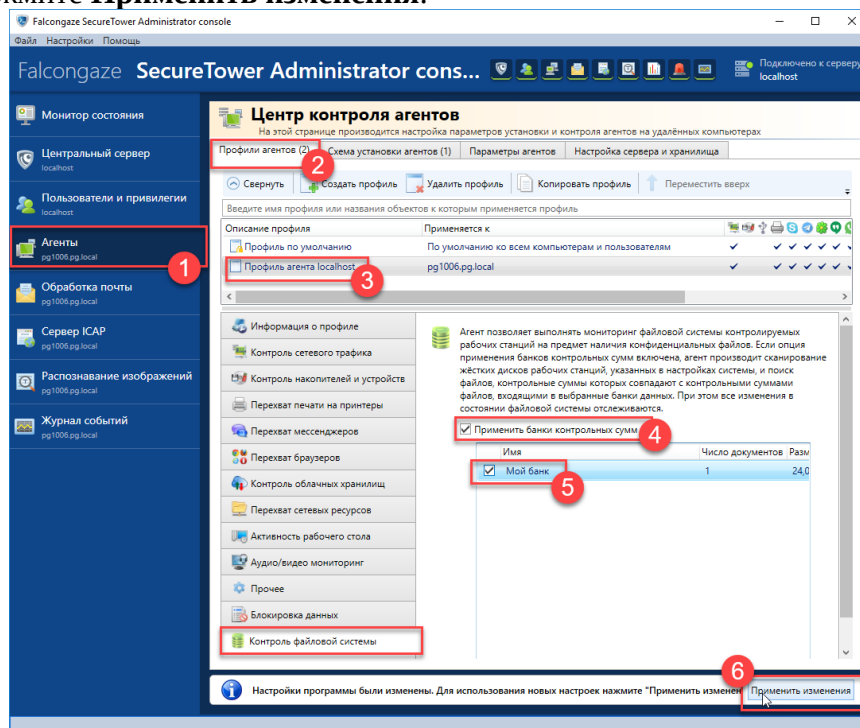 Применить изменения.
Falcongaze SecureTower Administrator console
Файл Настройки Помощь
Falcongaze SecureTower Administrator cons...
Подключено к серверу
localhost
Монитор состояния
Центральный сервер
localhost
Пользователи и привилегии
localhost
Агенты
pg1006.pg.local
1
Обработка почты
pg1006.pg.local
Сервер ICAP
pg1006.pg.local
Распознавание изображений
pg1006.pg.local
Журнал событий
pg1006.pg.local
Центр контроля агентов
На этой странице производится настройка параметров установки и контроля агентов на удалённых компьютерах
Профили агентов (2) Схема установки агентов (1) Параметры агентов Настройка сервера и хранилища
2
Свернуть Создать профиль Удалить профиль Копировать профиль Переместить вверх
Введите имя профиля или названия объектов к которым применяется профиль
Описание профиля Применяется к
Профиль по умолчанию По умолчанию ко всем компьютерам и пользователям
Профиль агента localhost pg1006.pg.local
3
Информация о профиле
Контроль сетевого трафика
Контроль накопителей и устройств
Перехват печати на принтеры
Перехват мессенджеров
Перехват браузеров
Контроль облачных хранилищ
Перехват сетевых ресурсов
Активность рабочего стола
Аудио/видео мониторинг
Прочее
Блокировка данных
Контроль файловой системы
Агент позволяет выполнять мониторинг файловой системы контролируемых
рабочих станций на предмет наличия конфиденциальных файлов. Если опция
применения банков контрольных сумм включена, агент производит сканирование
жёстких дисков рабочих станций, указанных в настройках системы, и поиск
файлов, контрольные суммы которых совпадают с контрольными суммами
файлов, входящими в выбранные банки данных. При этом все изменения в
состоянии файловой системы отслеживаются.
Применить банки контрольных сумм
4
Имя Число документов Разм
Мой банк 1 24,0
5
6
Настройки программы были изменены. Для использования новых настроек нажмите "Применить изменен
Применить изменения